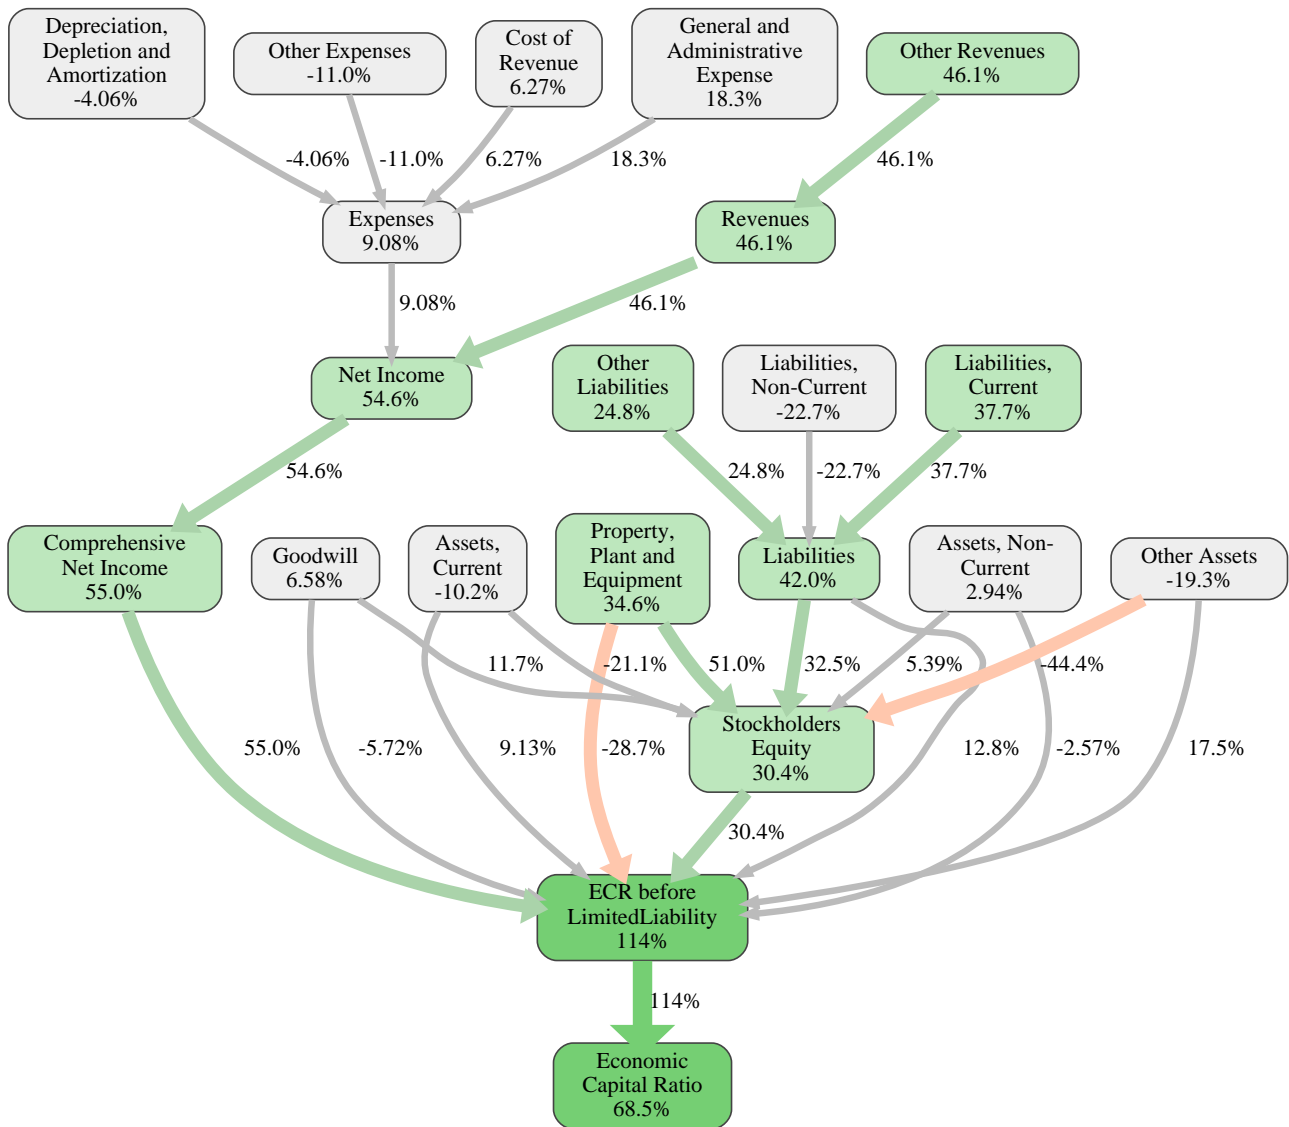 Depreciation,
Depletion and
Amortization
-4.06%
Other Expenses
-11.0%
Cost of
Revenue
6.27%
General and
Administrative
Expense
18.3%
Other Revenues
46.1%
-4.06%
-11.0%
6.27%
18.3%
46.1%
Expenses
9.08%
Revenues
46.1%
9.08%
46.1%
Net Income
54.6%
Other
Liabilities
24.8%
Liabilities,
Non-Current
-22.7%
Liabilities,
Current
37.7%
54.6%
24.8%
-22.7%
37.7%
Comprehensive
Net Income
55.0%
Goodwill
6.58%
Assets,
Current
-10.2%
Property,
Plant and
Equipment
34.6%
Liabilities
42.0%
Assets, Non-
Current
2.94%
Other Assets
-19.3%
11.7%
-21.1%
51.0%
32.5%
5.39%
-44.4%
Stockholders
Equity
30.4%
55.0%
-5.72%
9.13%
-28.7%
12.8%
-2.57%
17.5%
30.4%
ECR before
LimitedLiability
114%
114%
Economic
Capital Ratio
68.5%